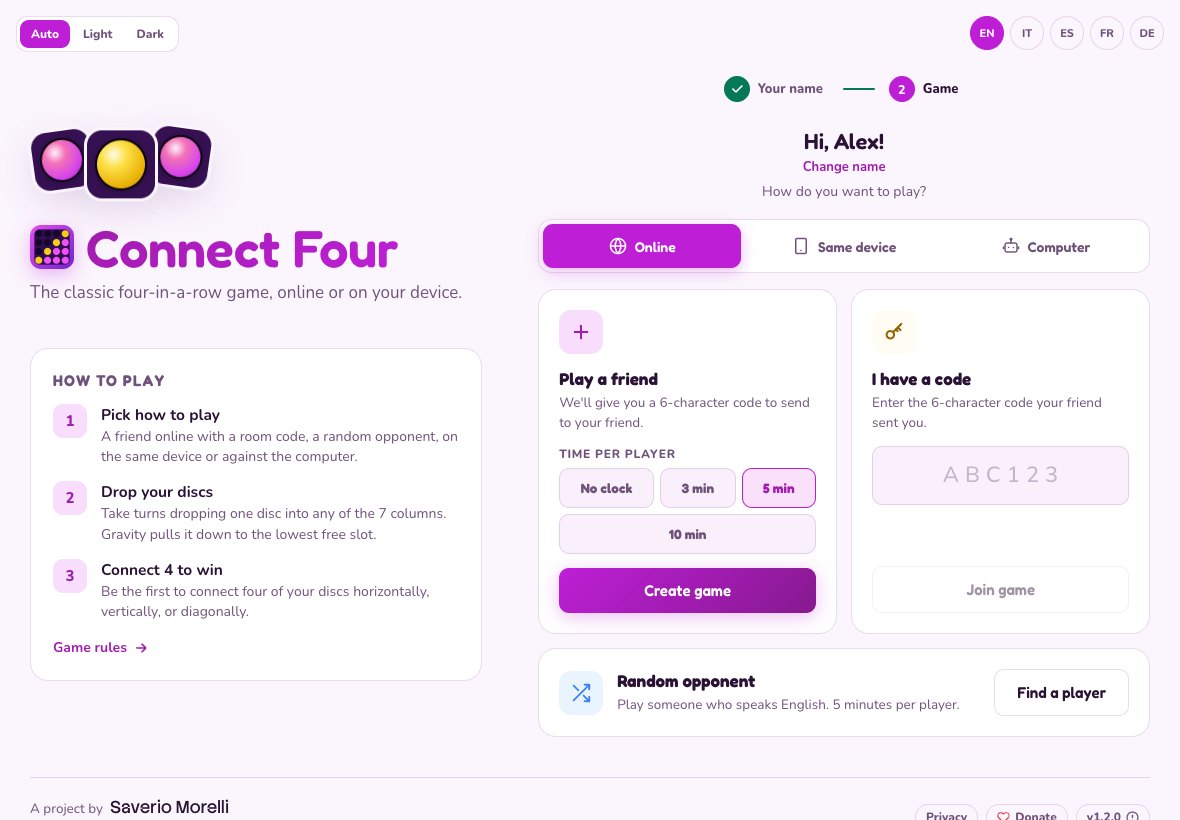 Auto Light Dark
EN IT ES FR DE
Your name 2 Game
Hi, Alex!
Change name
How do you want to play?
Connect Four
The classic four-in-a-row game, online or on your device.
HOW TO PLAY
1 Pick how to play
A friend online with a room code, a random opponent, on
the same device or against the computer.
2 Drop your discs
Take turns dropping one disc into any of the 7 columns.
Gravity pulls it down to the lowest free slot.
3 Connect 4 to win
Be the first to connect four of your discs horizontally,
vertically, or diagonally.
Game rules →
Online Same device Computer
Play a friend
We'll give you a 6-character code to send
to your friend.
TIME PER PLAYER
No clock 3 min 5 min
10 min
Create game
I have a code
Enter the 6-character code your friend
sent you.
ABC123
Join game
Random opponent
Play someone who speaks English. 5 minutes per player.
Find a player
A project by Saverio Morelli
Privacy Donate v1.2.0